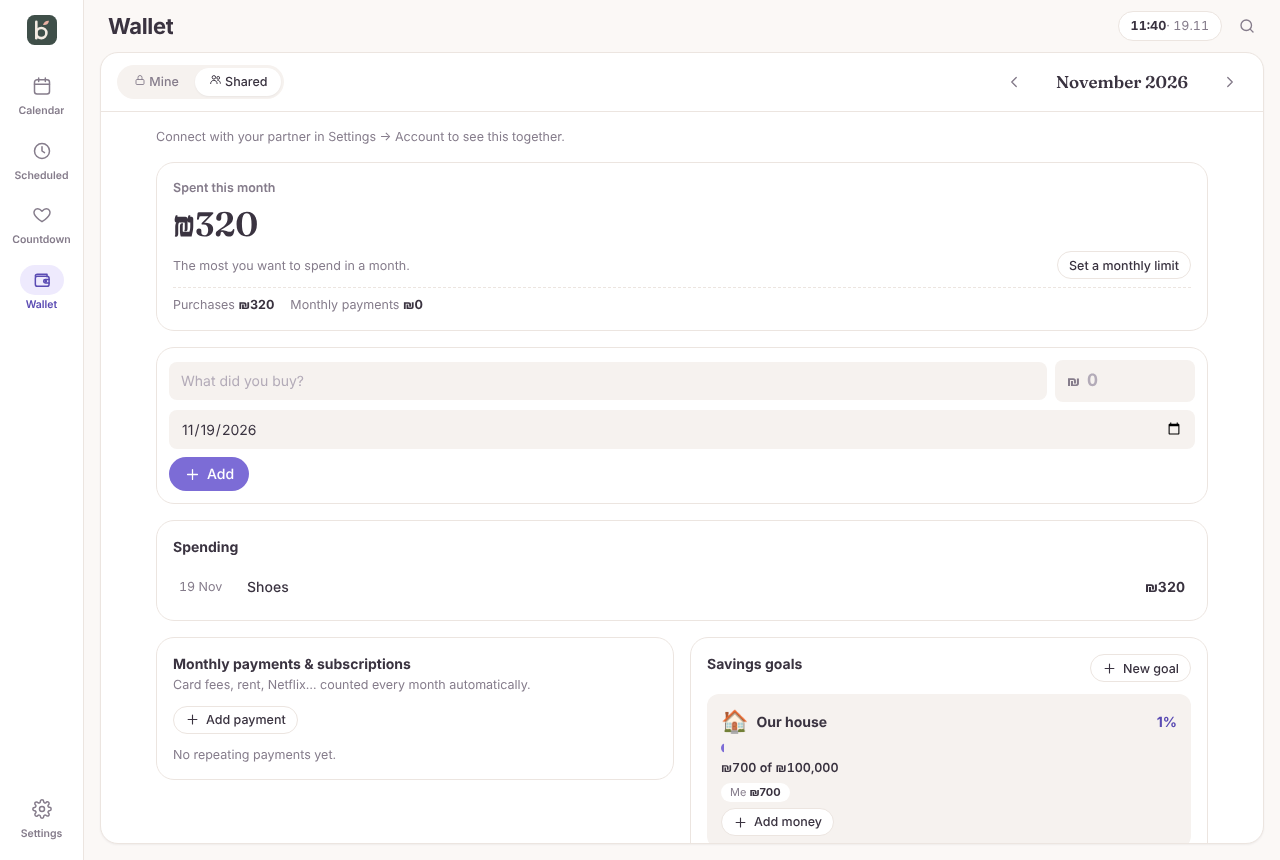 Wallet
11:40 · 19.11
b
Calendar
Scheduled
Countdown
Wallet
Settings
Mine
Shared
November 2026
Connect with your partner in Settings → Account to see this together.
Spent this month
₪320
The most you want to spend in a month.
Set a monthly limit
Purchases ₪320 Monthly payments ₪0
What did you buy?
₪ 0
11/19/2026
+ Add
Spending
19 Nov Shoes ₪320
Monthly payments & subscriptions
Card fees, rent, Netflix... counted every month automatically.
+ Add payment
No repeating payments yet.
Savings goals
+ New goal
Our house 1%
₪700 of ₪100,000
Me ₪700
+ Add money